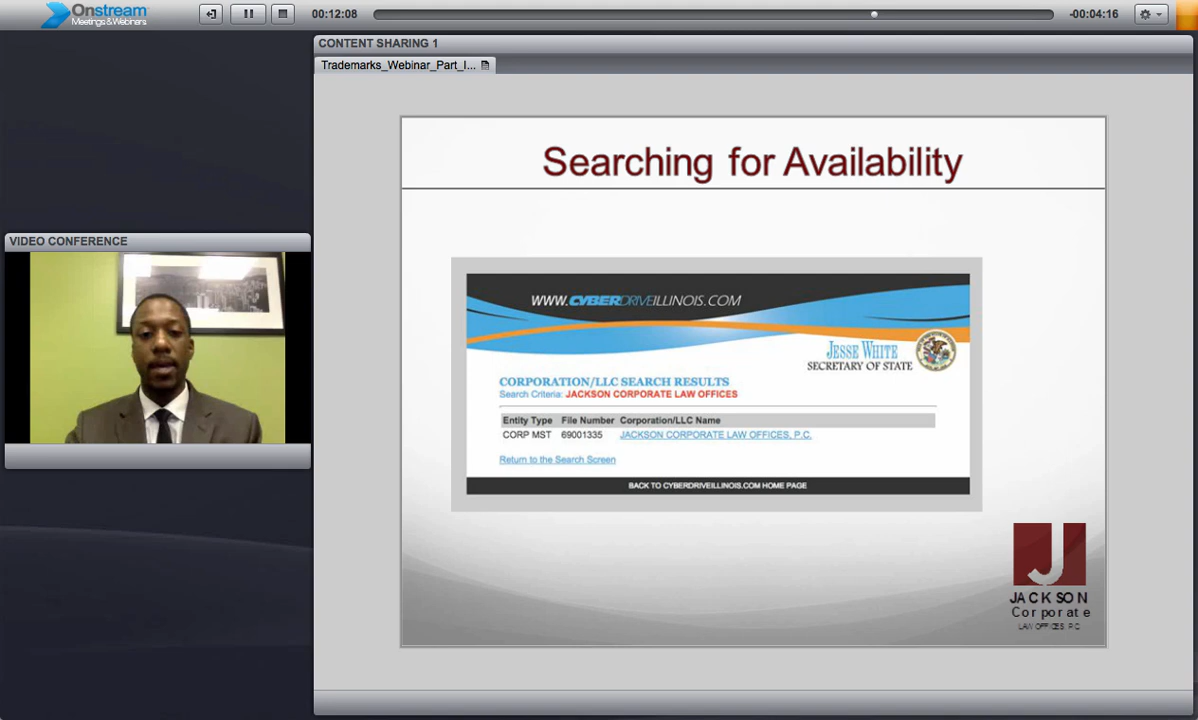 Onstream
Meetings & Webinars
00:12:08
-00:04:16
CONTENT SHARING 1
Trademarks_Webinar_Part_I...
Searching for Availability
VIDEO CONFERENCE
WWW.CYBERDRIVEILLINOIS.COM
JESSE WHITE
SECRETARY OF STATE
CORPORATION/LLC SEARCH RESULTS
Search Criteria: JACKSON CORPORATE LAW OFFICES
Entity Type File Number Corporation/LLC Name
CORP MST 69001335 JACKSON CORPORATE LAW OFFICES, P.C.
Return to the Search Screen
BACK TO CYBERDRIVEILLINOIS.COM HOME PAGE
J
JACKSON
Corporate
LAW OFFICES, P.C.